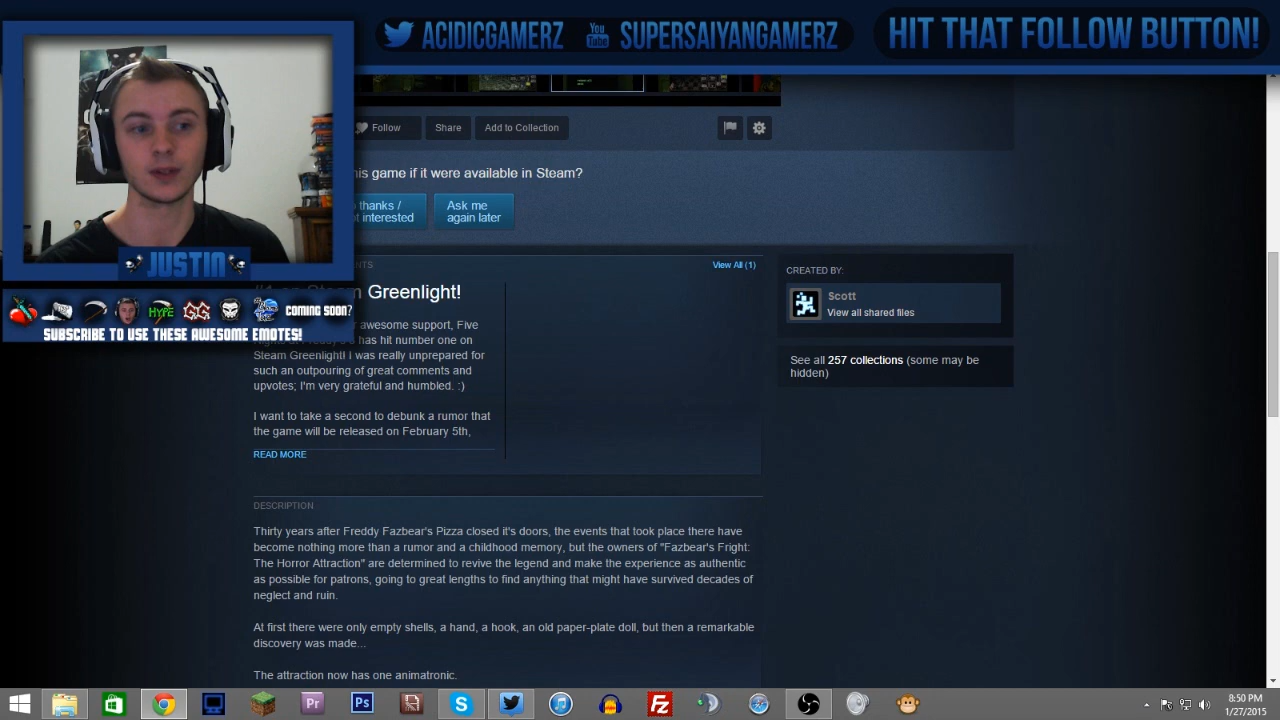 ACIDICGAMERZ
You Tube
SUPERSAIYANGAMERZ
HIT THAT FOLLOW BUTTON!
Follow
Share
Add to Collection
his game if it were available in Steam?
thanks /
t interested
Ask me
again later
JUSTIN
HYPE
GG
COMING SOON?
SUBSCRIBE TO USE THESE AWESOME EMOTES!
NTS
View All (1)
#1 on Steam Greenlight!
awesome support, Five
has hit number one on
Steam Greenlight! I was really unprepared for
such an outpouring of great comments and
upvotes; I'm very grateful and humbled. :)
I want to take a second to debunk a rumor that
the game will be released on February 5th,
READ MORE
CREATED BY:
Scott
View all shared files
See all 257 collections (some may be
hidden)
DESCRIPTION
Thirty years after Freddy Fazbear's Pizza closed it's doors, the events that took place there have
become nothing more than a rumor and a childhood memory, but the owners of "Fazbear's Fright:
The Horror Attraction" are determined to revive the legend and make the experience as authentic
as possible for patrons, going to great lengths to find anything that might have survived decades of
neglect and ruin.
At first there were only empty shells, a hand, a hook, an old paper-plate doll, but then a remarkable
discovery was made...
The attraction now has one animatronic.
Pr
Ps
S
Fz
8:50 PM
1/27/2015